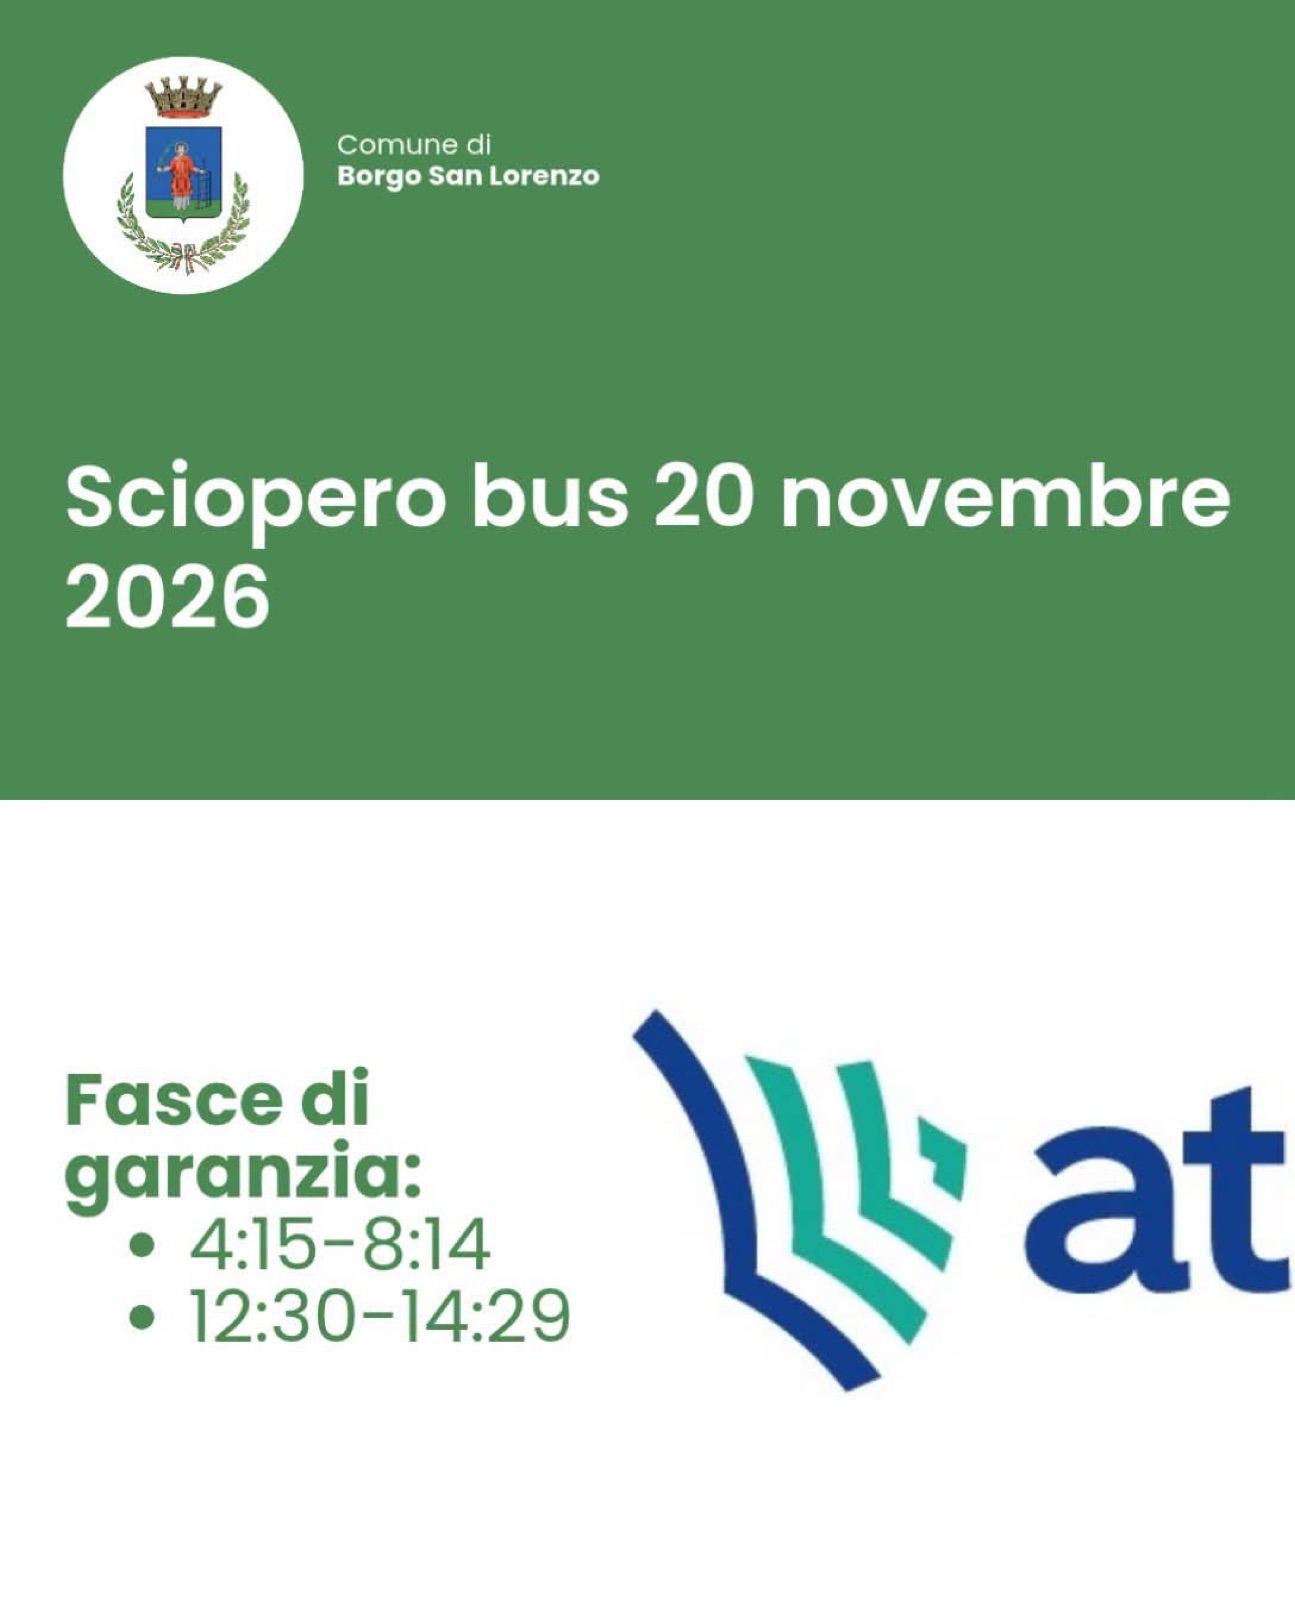 Comune di
Borgo San Lorenzo
Sciopero bus 20 novembre
2026
Fasce di
garanzia:
• 4:15-8:14
• 12:30-14:29
at